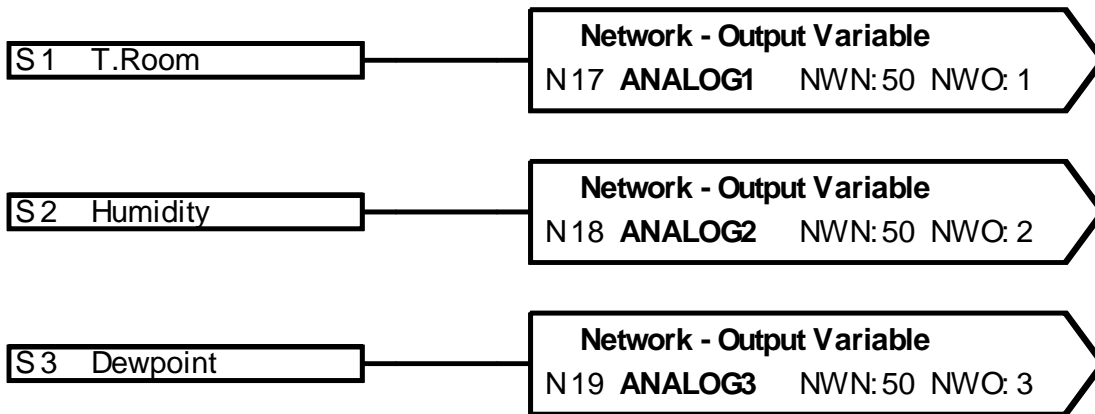 S1 T.Room
Network - Output Variable
N17 ANALOG1 NWN:50 NWO:1
S2 Humidity
Network - Output Variable
N18 ANALOG2 NWN:50 NWO:2
S3 Dewpoint
Network - Output Variable
N19 ANALOG3 NWN:50 NWO:3